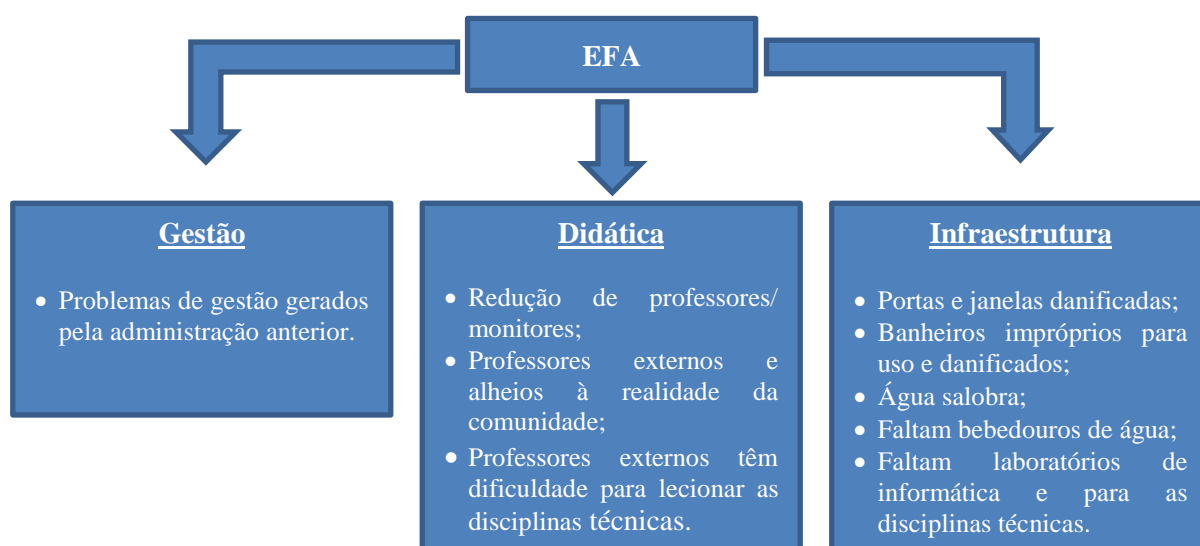 EFA
Gestão
• Problemas de gestão gerados
pela administração anterior.
Didática
• Redução de professores/
monitores;
• Professores externos e
alheios à realidade da
comunidade;
• Professores externos têm
dificuldade para lecionar as
disciplinas técnicas.
Infraestrutura
• Portas e janelas danificadas;
• Banheiros impróprios para
uso e danificados;
• Água salobra;
• Faltam bebedouros de água;
• Faltam laboratórios de
informática e para as
disciplinas técnicas.